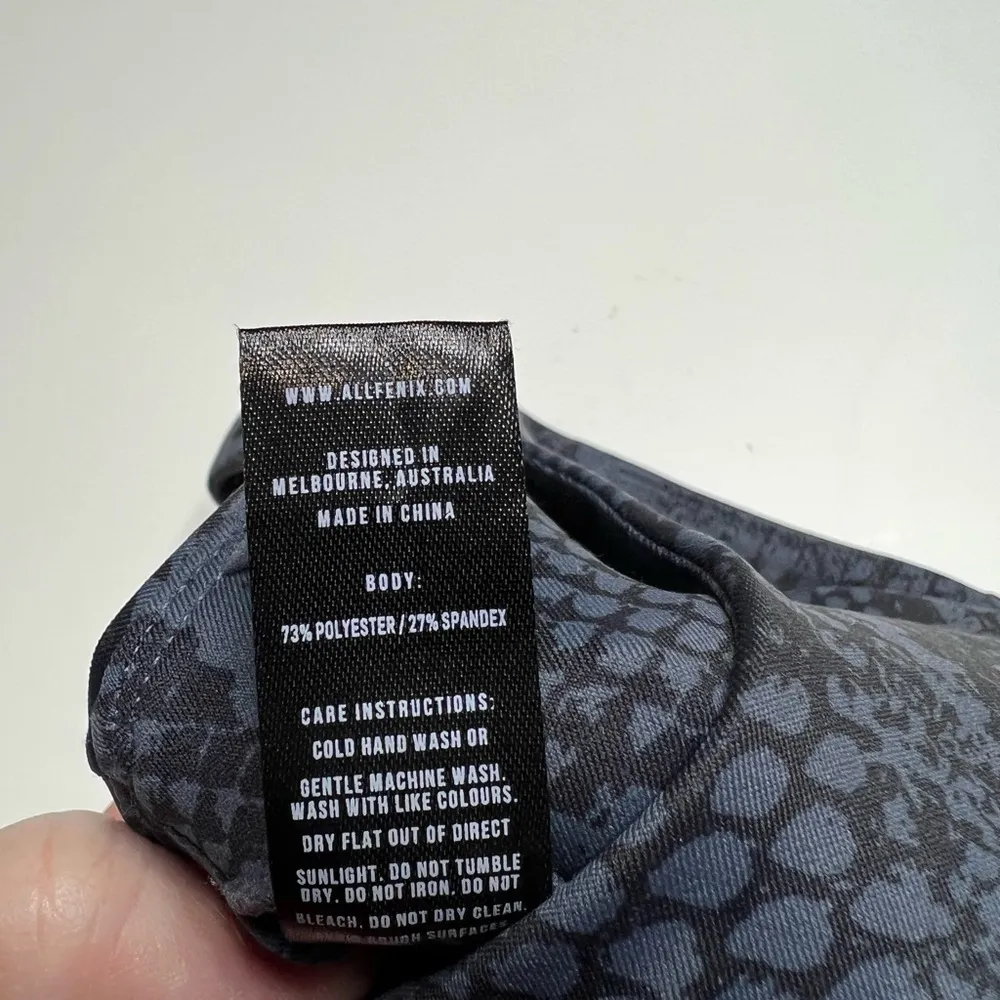 WWW.ALLFENIX.COM
DESIGNED IN
MELBOURNE, AUSTRALIA
MADE IN CHINA
BODY:
73% POLYESTER / 27% SPANDEX
CARE INSTRUCTIONS:
COLD HAND WASH OR
GENTLE MACHINE WASH.
WASH WITH LIKE COLOURS.
DRY FLAT OUT OF DIRECT
SUNLIGHT. DO NOT TUMBLE
DRY. DO NOT IRON. DO NOT
BLEACH. DO NOT DRY CLEAN.
ROUGH SURFACES